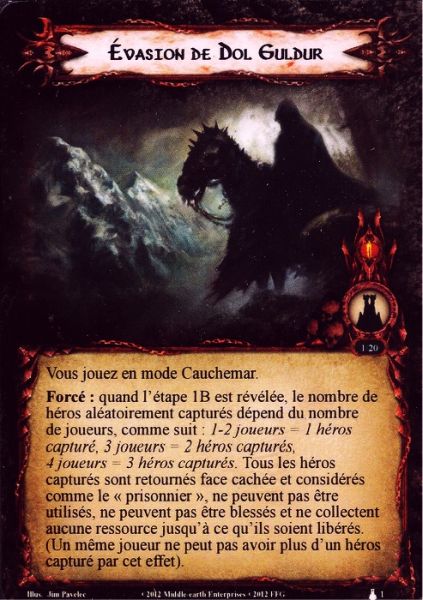 Évasion de Dol Guldur
1-20
Vous jouez en mode Cauchemar.
Forcé : quand l'étape 1B est révélée, le nombre de
héros aléatoirement capturés dépend du nombre
de joueurs, comme suit : 1-2 joueurs = 1 héros
capturé, 3 joueurs = 2 héros capturés,
4 joueurs = 3 héros capturés. Tous les héros
capturés sont retournés face cachée et considérés
comme le « prisonnier », ne peuvent pas être
utilisés, ne peuvent pas être blessés et ne collectent
aucune ressource jusqu'à ce qu'ils soient libérés.
(Un même joueur ne peut pas avoir plus d'un héros
capturé par cet effet).
Illus. Jim Pavelec ©2012 Middle-earth Enterprises ©2012 FFG 1